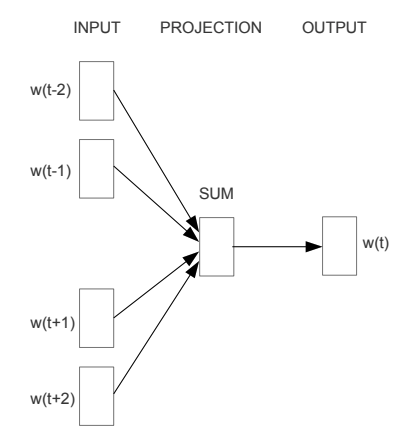 INPUT PROJECTION OUTPUT
w(t-2)
w(t-1)
SUM
w(t)
w(t+1)
w(t+2)